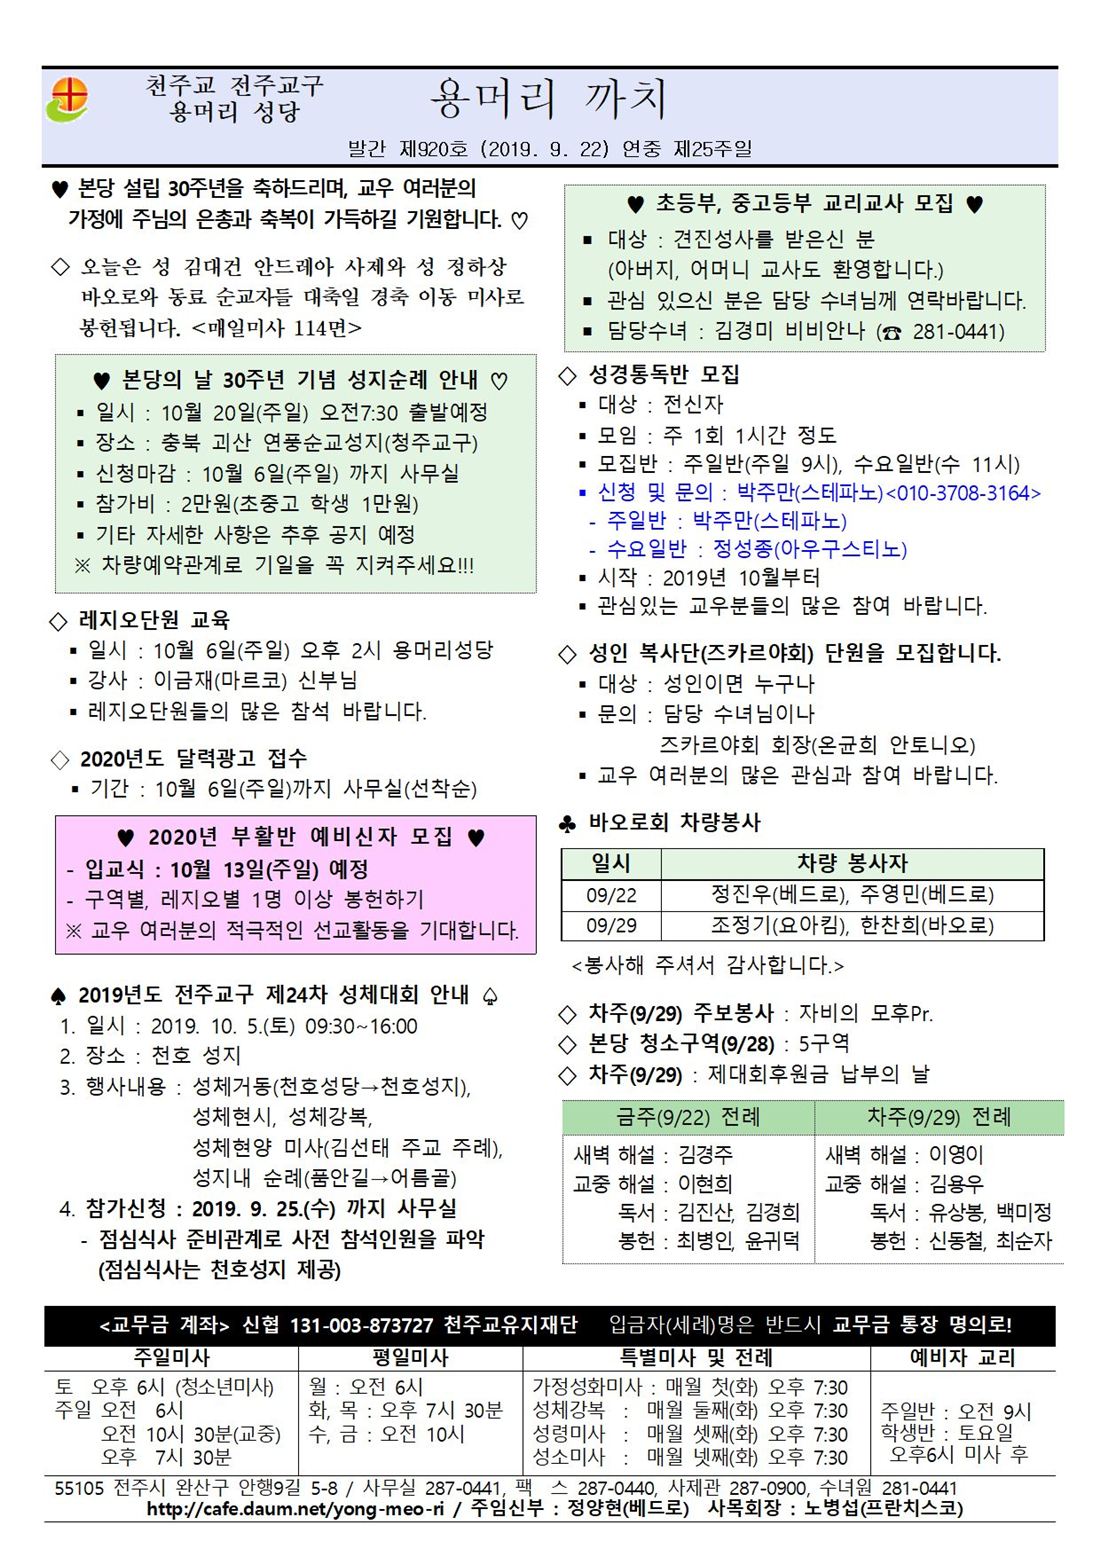 천주교 전주교구
용머리 성당
용머리 까치
발간 제920호 (2019. 9. 22) 연중 제25주일
♥ 본당 설립 30주년을 축하드리며, 교우 여러분의
가정에 주님의 은총과 축복이 가득하길 기원합니다. ♡
◇ 오늘은 성 김대건 안드레아 사제와 성 정하상
바오로와 동료 순교자들 대축일 경축 이동 미사로
봉헌됩니다. <매일미사 114면>
♥ 본당의 날 30주년 기념 성지순례 안내 ♡
▪ 일시 : 10월 20일(주일) 오전7:30 출발예정
▪ 장소 : 충북 괴산 연풍순교성지(청주교구)
▪ 신청마감 : 10월 6일(주일) 까지 사무실
▪ 참가비 : 2만원(초중고 학생 1만원)
▪ 기타 자세한 사항은 추후 공지 예정
※ 차량예약관계로 기일을 꼭 지켜주세요!!!
◇ 레지오단원 교육
▪ 일시 : 10월 6일(주일) 오후 2시 용머리성당
▪ 강사 : 이금재(마르코) 신부님
▪ 레지오단원들의 많은 참석 바랍니다.
◇ 2020년도 달력광고 접수
▪ 기간 : 10월 6일(주일)까지 사무실(선착순)
♥ 2020년 부활반 예비신자 모집 ♥
- 입교식 : 10월 13일(주일) 예정
- 구역별, 레지오별 1명 이상 봉헌하기
※ 교우 여러분의 적극적인 선교활동을 기대합니다.
♠ 2019년도 전주교구 제24차 성체대회 안내 ♤
1. 일시 : 2019. 10. 5.(토) 09:30~16:00
2. 장소 : 천호 성지
3. 행사내용 : 성체거동(천호성당→천호성지),
성체현시, 성체강복,
성체현양 미사(김선태 주교 주례),
성지내 순례(품안길→어름골)
4. 참가신청 : 2019. 9. 25.(수) 까지 사무실
- 점심식사 준비관계로 사전 참석인원을 파악
(점심식사는 천호성지 제공)
♥ 초등부, 중고등부 교리교사 모집 ♥
▪ 대상 : 견진성사를 받은신 분
(아버지, 어머니 교사도 환영합니다.)
▪ 관심 있으신 분은 담당 수녀님께 연락바랍니다.
▪ 담당수녀 : 김경미 비비안나 (☎ 281-0441)
◇ 성경통독반 모집
▪ 대상 : 전신자
▪ 모임 : 주 1회 1시간 정도
▪ 모집반 : 주일반(주일 9시), 수요일반(수 11시)
▪ 신청 및 문의 : 박주만(스테파노)<010-3708-3164>
- 주일반 : 박주만(스테파노)
- 수요일반 : 정성종(아우구스티노)
▪ 시작 : 2019년 10월부터
▪ 관심있는 교우분들의 많은 참여 바랍니다.
◇ 성인 복사단(즈카르야회) 단원을 모집합니다.
▪ 대상 : 성인이면 누구나
▪ 문의 : 담당 수녀님이나
즈카르야회 회장(온균희 안토니오)
▪ 교우 여러분의 많은 관심과 참여 바랍니다.
♣ 바오로회 차량봉사
일시 차량 봉사자
09/22 정진우(베드로), 주영민(베드로)
09/29 조정기(요아킴), 한찬희(바오로)
<봉사해 주셔서 감사합니다.>
◇ 차주(9/29) 주보봉사 : 자비의 모후Pr.
◇ 본당 청소구역(9/28) : 5구역
◇ 차주(9/29) : 제대회후원금 납부의 날
금주(9/22) 전례 차주(9/29) 전례
새벽 해설 : 김경주 새벽 해설 : 이영이
교중 해설 : 이현희 교중 해설 : 김용우
독서 : 김진산, 김경희 독서 : 유상봉, 백미정
봉헌 : 최병인, 윤귀덕 봉헌 : 신동철, 최순자
<교무금 계좌> 신협 131-003-873727 천주교유지재단 입금자(세례)명은 반드시 교무금 통장 명의로!
주일미사 평일미사 특별미사 및 전례 예비자 교리
토 오후 6시 (청소년미사) 월 : 오전 6시 가정성화미사 : 매월 첫(화) 오후 7:30
주일 오전 6시 화, 목 : 오후 7시 30분 성체강복 : 매월 둘째(화) 오후 7:30 주일반 : 오전 9시
오전 10시 30분(교중) 수, 금 : 오전 10시 성령미사 : 매월 셋째(화) 오후 7:30 학생반 : 토요일
오후 7시 30분 성소미사 : 매월 넷째(화) 오후 7:30 오후6시 미사 후
55105 전주시 완산구 안행9길 5-8 / 사무실 287-0441, 팩 스 287-0440, 사제관 287-0900, 수녀원 281-0441
http://cafe.daum.net/yong-meo-ri / 주임신부 : 정양현(베드로) 사목회장 : 노병섭(프란치스코)